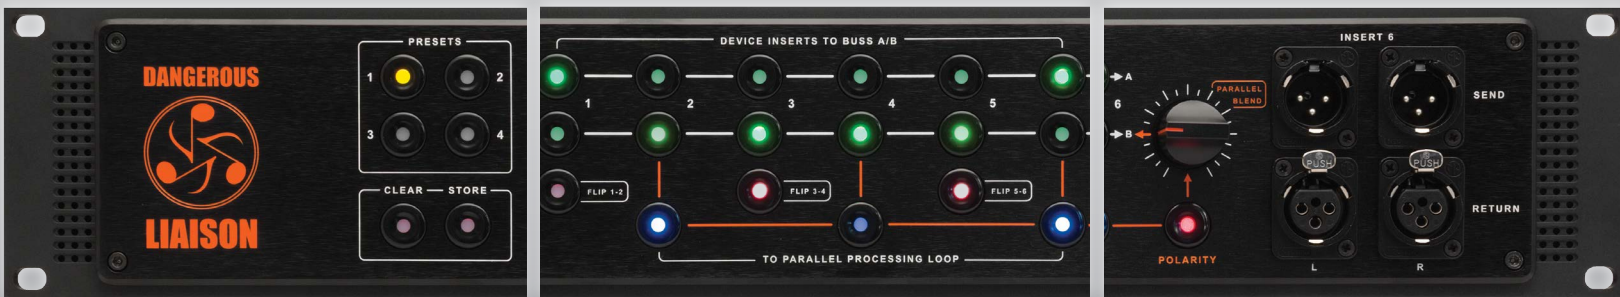 DANGEROUS
LIAISON
PRESETS
1
2
3
4
CLEAR
STORE
DEVICE INSERTS TO BUSS A/B
1
2
3
4
5
FLIP 1-2
FLIP 3-4
FLIP 5-6
TO PARALLEL PROCESSING LOOP
A
6
B
PARALLEL
BLEND
POLARITY
INSERT 6
SEND
PUSH
PUSH
RETURN
L
R